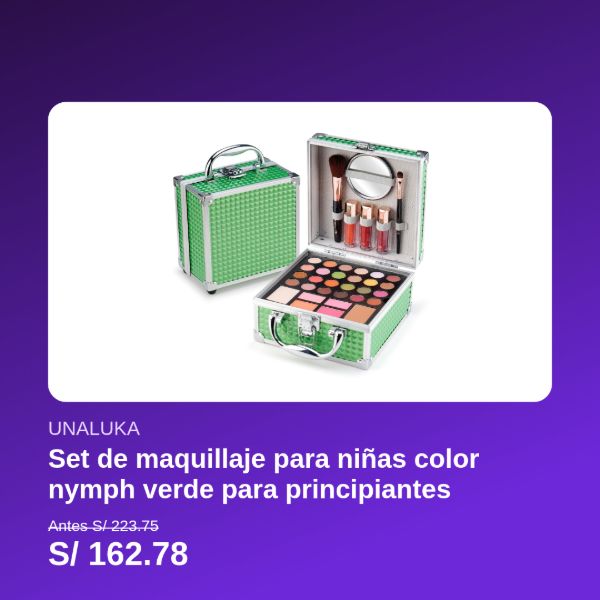 UNALUKA
Set de maquillaje para niñas color
nymph verde para principiantes
Antes S/ 223.75
S/ 162.78